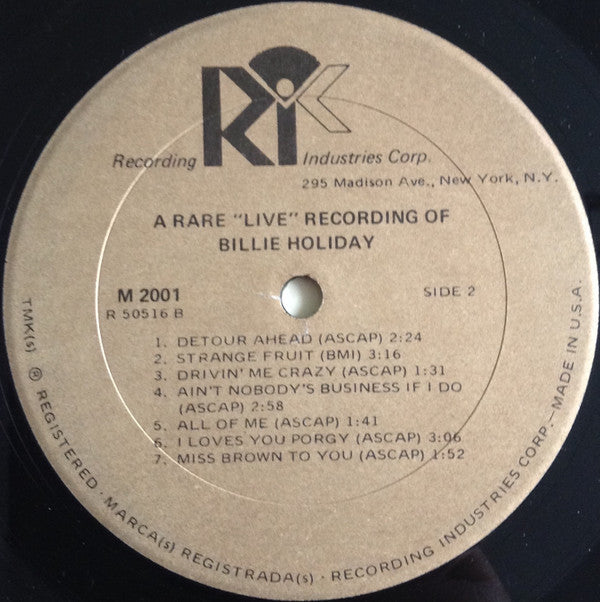 RIC
Recording Industries Corp.
295 Madison Ave., New York, N.Y.
A RARE "LIVE" RECORDING OF
BILLIE HOLIDAY
M 2001 SIDE 2
R 50516 B
1. DETOUR AHEAD (ASCAP) 2:24
2. STRANGE FRUIT (BMI) 3:16
3. DRIVIN' ME CRAZY (ASCAP) 1:31
4. AIN'T NOBODY'S BUSINESS IF I DO
(ASCAP) 2:58
5. ALL OF ME (ASCAP) 1:41
6. I LOVES YOU PORGY (ASCAP) 3:06
7. MISS BROWN TO YOU (ASCAP) 1:52
TMK(s) ® REGISTERED · MARCA(s) REGISTRADA(s) · RECORDING INDUSTRIES CORP. — MADE IN U.S.A.